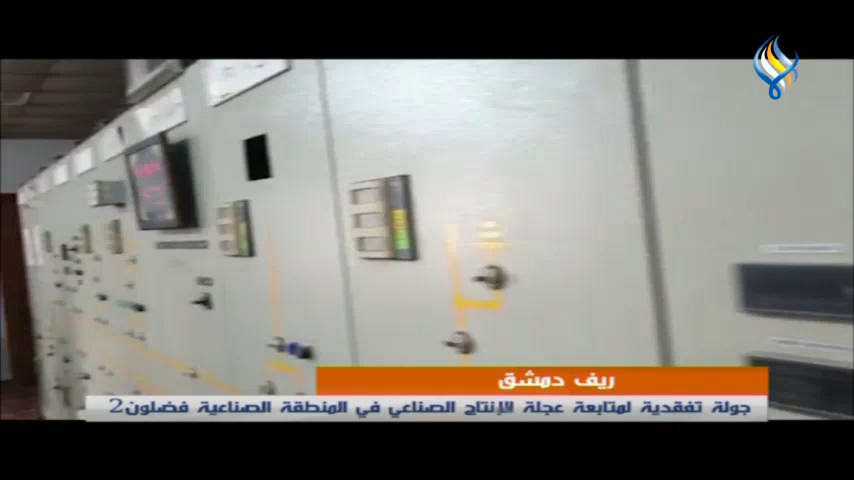 ريف دمشق
جولة تفقدية لمتابعة عجلة الإنتاج الصناعي في المنطقة الصناعية فضلون2